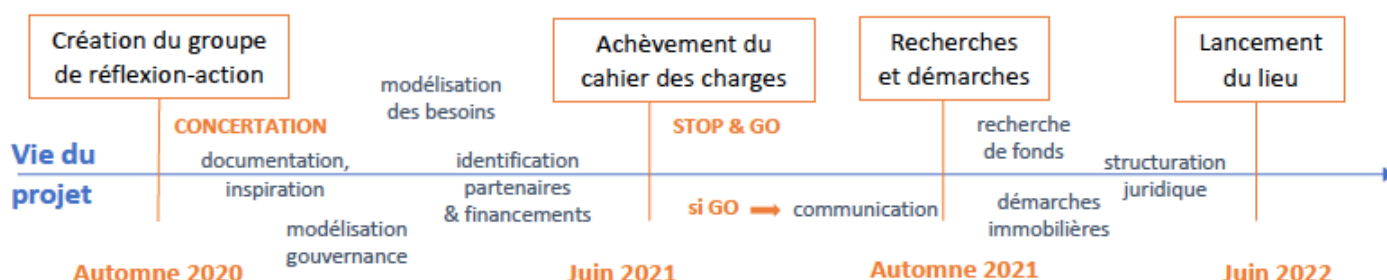 Création du groupe
de réflexion-action
Achèvement du
cahier des charges
Recherches
et démarches
Lancement
du lieu
modélisation
des besoins
CONCERTATION
STOP & GO
recherche
de fonds
Vie du
projet
documentation,
inspiration
identification
partenaires
& financements
structuration
juridique
si GO
communication
démarches
immobilières
modélisation
gouvernance
Automne 2020
Juin 2021
Automne 2021
Juin 2022